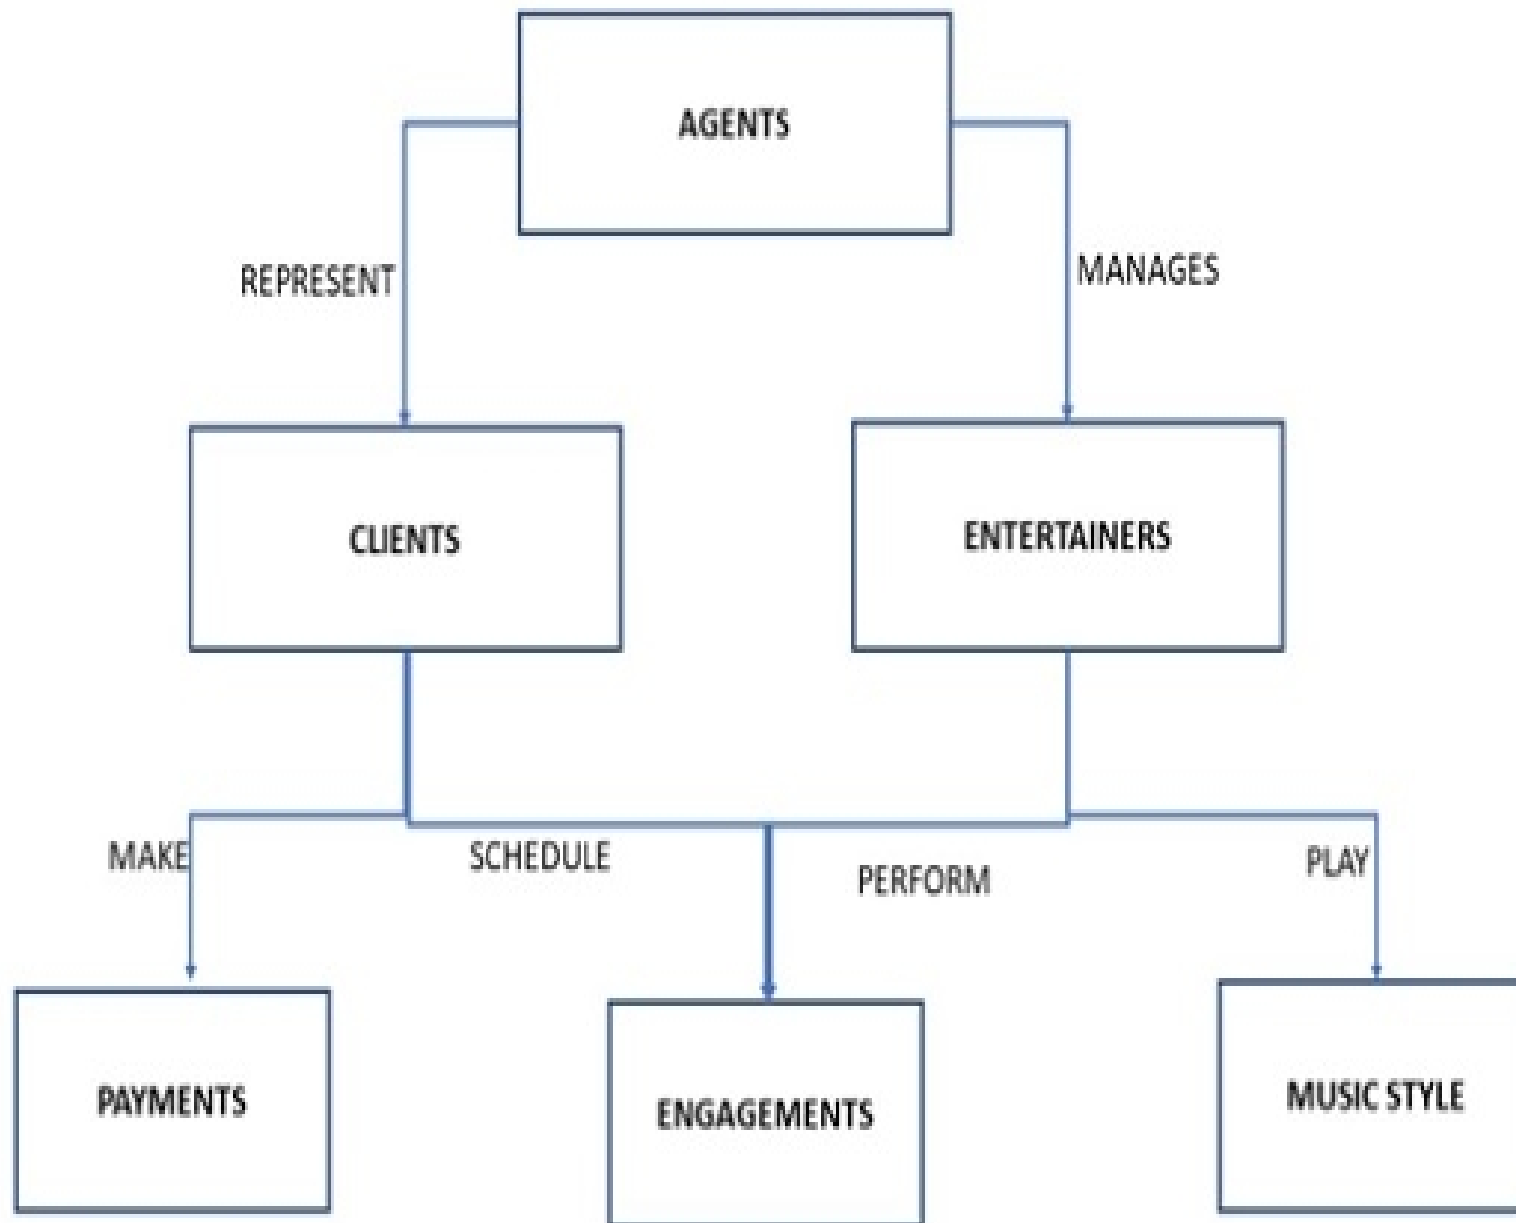 AGENTS
REPRESENT
MANAGES
CLIENTS
ENTERTAINERS
MAKE
SCHEDULE
PERFORM
PLAY
PAYMENTS
ENGAGEMENTS
MUSIC STYLE